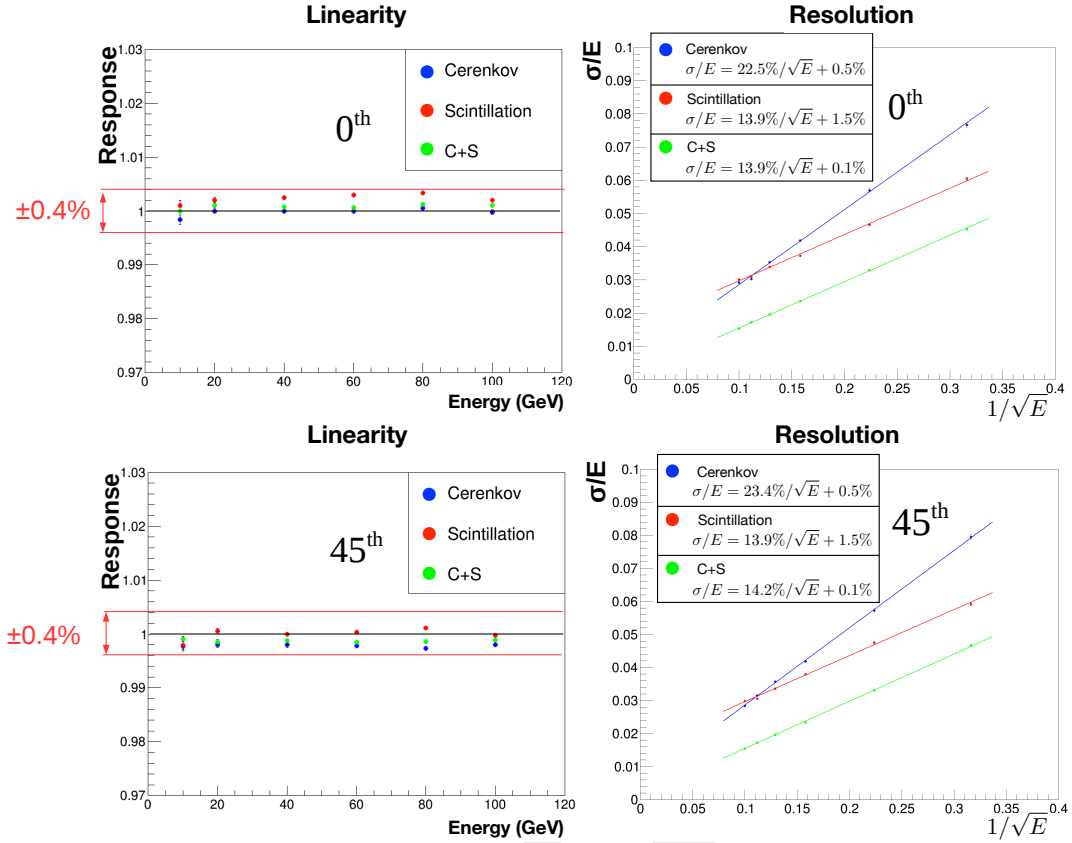 Linearity
Response
1.03
1.02
1.01
1
0.99
0.98
0.97
0 20 40 60 80 100 120
Energy (GeV)
Cerenkov
Scintillation
C+S
0th
±0.4%
Resolution
σ/E
0.1
0.09
0.08
0.07
0.06
0.05
0.04
0.03
0.02
0.01
0
0 0.05 0.1 0.15 0.2 0.25 0.3 0.35 0.4
1/√E
Cerenkov
σ/E = 22.5%/√E + 0.5%
Scintillation
σ/E = 13.9%/√E + 1.5%
C+S
σ/E = 13.9%/√E + 0.1%
0th
Linearity
Response
1.03
1.02
1.01
1
0.99
0.98
0.97
0 20 40 60 80 100 120
Energy (GeV)
Cerenkov
Scintillation
C+S
45th
±0.4%
Resolution
σ/E
0.1
0.09
0.08
0.07
0.06
0.05
0.04
0.03
0.02
0.01
0
0 0.05 0.1 0.15 0.2 0.25 0.3 0.35 0.4
1/√E
Cerenkov
σ/E = 23.4%/√E + 0.5%
Scintillation
σ/E = 13.9%/√E + 1.5%
C+S
σ/E = 14.2%/√E + 0.1%
45th